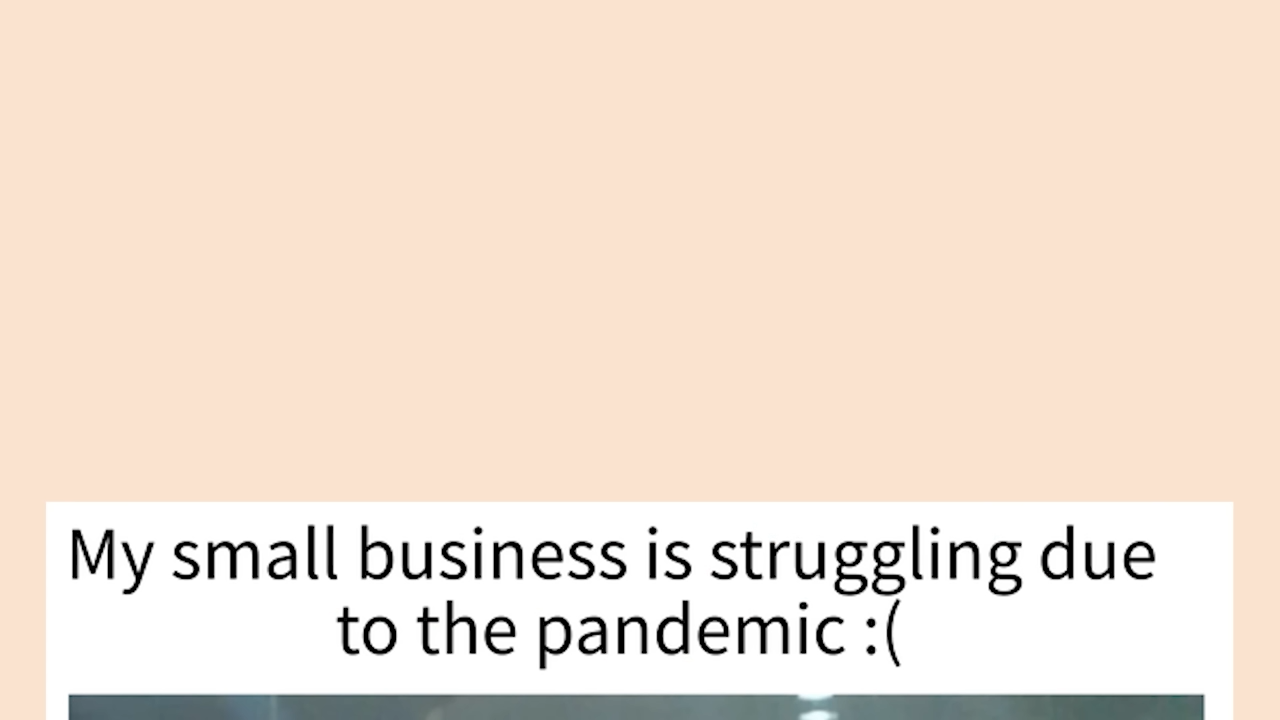 My small business is struggling due
to the pandemic :(